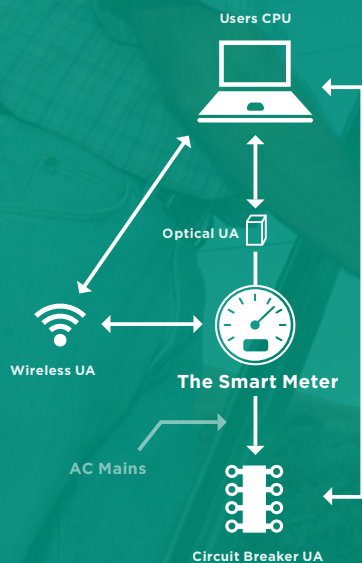 Users CPU
Optical UA
Wireless UA
The Smart Meter
AC Mains
Circuit Breaker UA